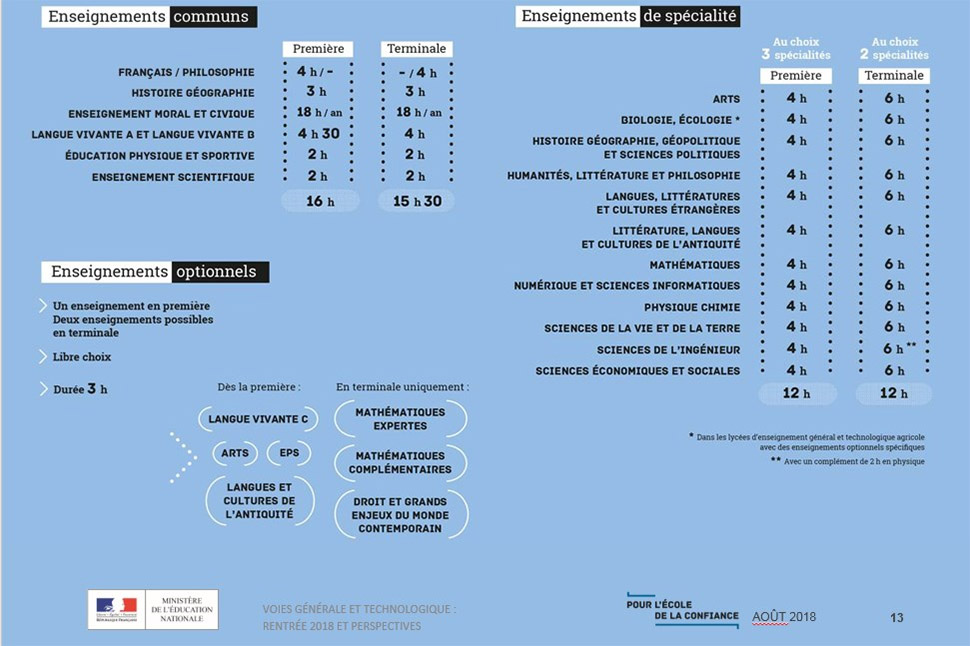 Enseignements communs
Première
Terminale
FRANÇAIS / PHILOSOPHIE 4 h / - - / 4 h
HISTOIRE GÉOGRAPHIE 3 h 3 h
ENSEIGNEMENT MORAL ET CIVIQUE 18 h / an 18 h / an
LANGUE VIVANTE A ET LANGUE VIVANTE B 4 h 30 4 h
ÉDUCATION PHYSIQUE ET SPORTIVE 2 h 2 h
ENSEIGNEMENT SCIENTIFIQUE 2 h 2 h
16 h 15 h 30
Enseignements optionnels
Un enseignement en première
Deux enseignements possibles
en terminale
Libre choix
Durée 3 h
Dès la première :
LANGUE VIVANTE C
ARTS EPS
LANGUES ET
CULTURES DE
L'ANTIQUITÉ
En terminale uniquement :
MATHÉMATIQUES
EXPERTES
MATHÉMATIQUES
COMPLÉMENTAIRES
DROIT ET GRANDS
ENJEUX DU MONDE
CONTEMPORAIN
Enseignements de spécialité
Au choix
3 spécialités
Première
Au choix
2 spécialités
Terminale
ARTS 4 h 6 h
BIOLOGIE, ÉCOLOGIE * 4 h 6 h
HISTOIRE GÉOGRAPHIE, GÉOPOLITIQUE 4 h 6 h
ET SCIENCES POLITIQUES
HUMANITÉS, LITTÉRATURE ET PHILOSOPHIE 4 h 6 h
LANGUES, LITTÉRATURES 4 h 6 h
ET CULTURES ÉTRANGÈRES
LITTÉRATURE, LANGUES 4 h 6 h
ET CULTURES DE L'ANTIQUITÉ
MATHÉMATIQUES 4 h 6 h
NUMÉRIQUE ET SCIENCES INFORMATIQUES 4 h 6 h
PHYSIQUE CHIMIE 4 h 6 h
SCIENCES DE LA VIE ET DE LA TERRE 4 h 6 h
SCIENCES DE L'INGÉNIEUR 4 h 6 h **
SCIENCES ÉCONOMIQUES ET SOCIALES 4 h 6 h
12 h 12 h
* Dans les lycées d'enseignement général et technologique agricole
avec des enseignements optionnels spécifiques
** Avec un complément de 2 h en physique
RÉPUBLIQUE FRANÇAISE
MINISTÈRE
DE L'ÉDUCATION
NATIONALE
VOIES GÉNÉRALE ET TECHNOLOGIQUE :
RENTRÉE 2018 ET PERSPECTIVES
POUR L'ÉCOLE
DE LA CONFIANCE
AOÛT 2018
13